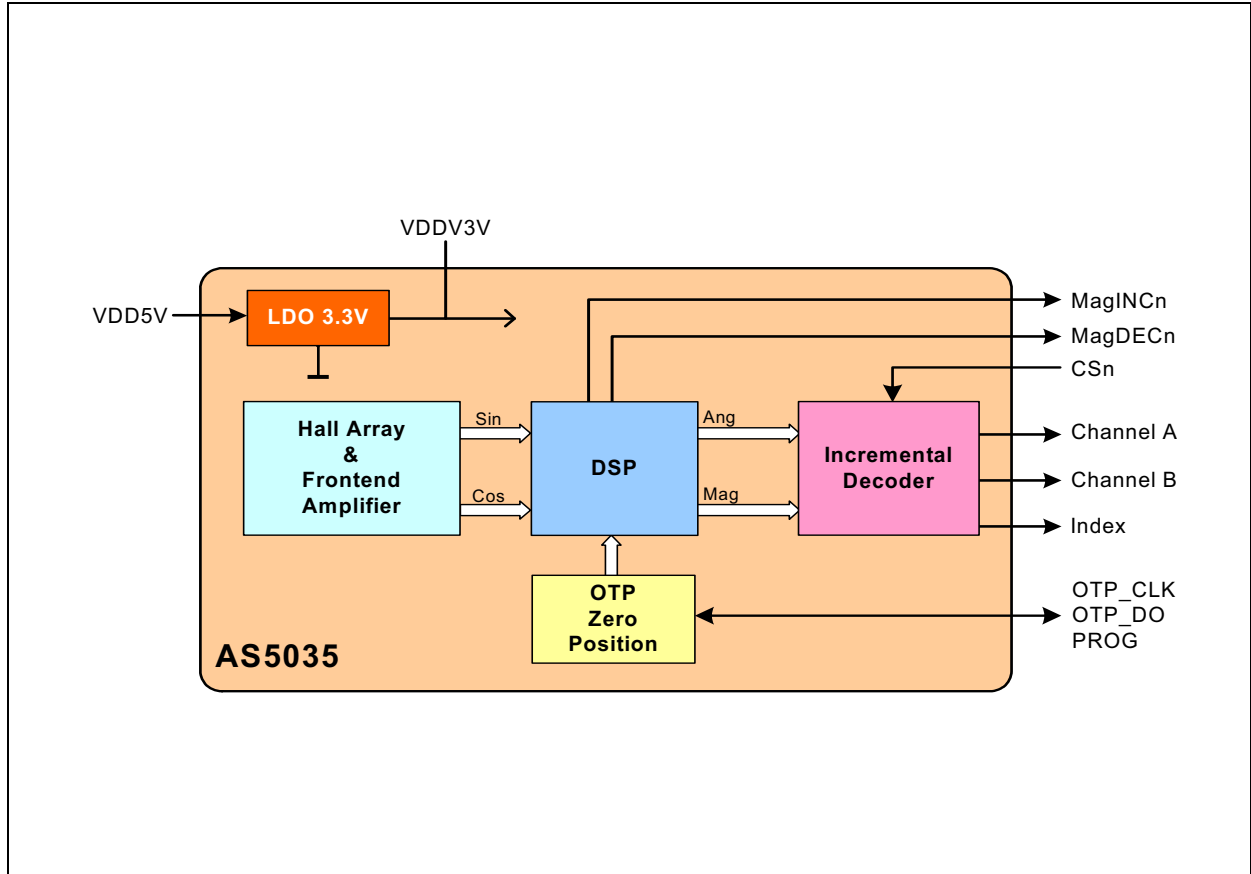 VDDV3V
VDD5V
LDO 3.3V
MagINCn
MagDECn
CSn
Hall Array
&
Frontend
Amplifier
Sin
Cos
DSP
Ang
Mag
Incremental
Decoder
Channel A
Channel B
Index
OTP
Zero
Position
OTP_CLK
OTP_DO
PROG
AS5035